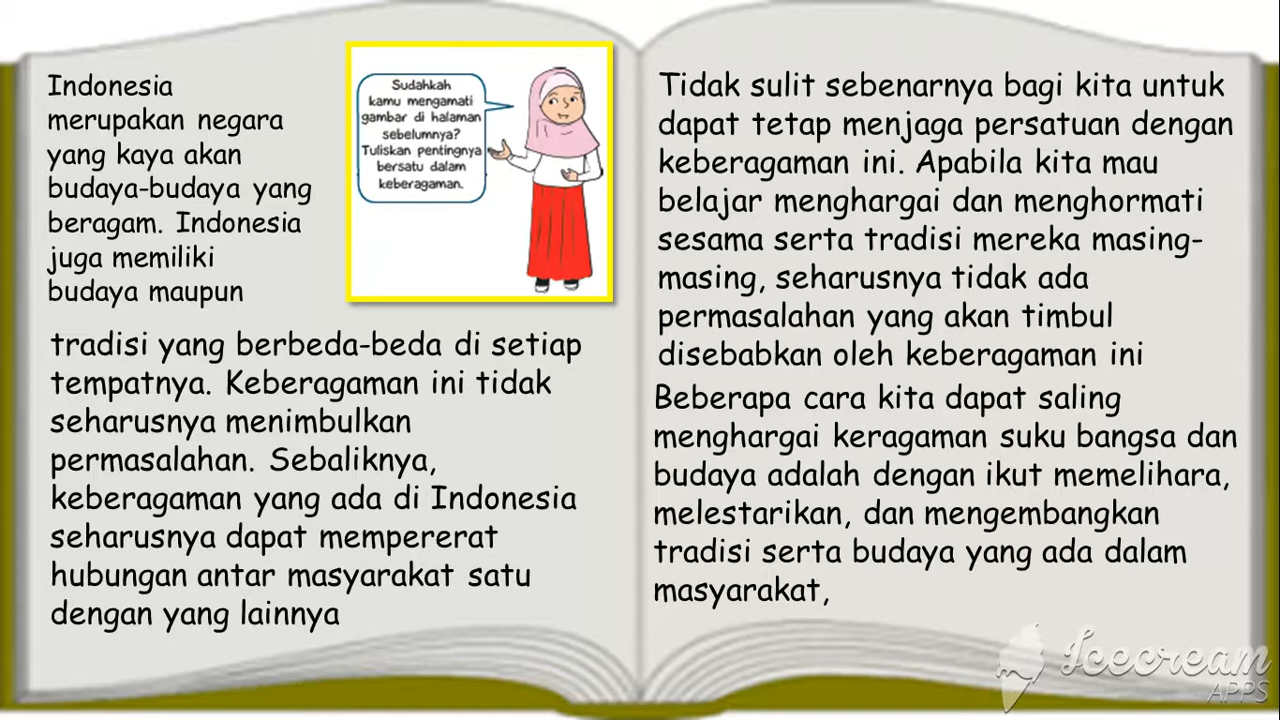 Indonesia
merupakan negara
yang kaya akan
budaya-budaya yang
beragam. Indonesia
juga memiliki
budaya maupun
tradisi yang berbeda-beda di setiap
tempatnya. Keberagaman ini tidak
seharusnya menimbulkan
permasalahan. Sebaliknya,
keberagaman yang ada di Indonesia
seharusnya dapat mempererat
hubungan antar masyarakat satu
dengan yang lainnya
Sudahkah
kamu mengamati
gambar di halaman
sebelumnya?
Tuliskan pentingnya
bersatu dalam
keberagaman.
Tidak sulit sebenarnya bagi kita untuk
dapat tetap menjaga persatuan dengan
keberagaman ini. Apabila kita mau
belajar menghargai dan menghormati
sesama serta tradisi mereka masing-
masing, seharusnya tidak ada
permasalahan yang akan timbul
disebabkan oleh keberagaman ini
Beberapa cara kita dapat saling
menghargai keragaman suku bangsa dan
budaya adalah dengan ikut memelihara,
melestarikan, dan mengembangkan
tradisi serta budaya yang ada dalam
masyarakat,
Icecream
APPS